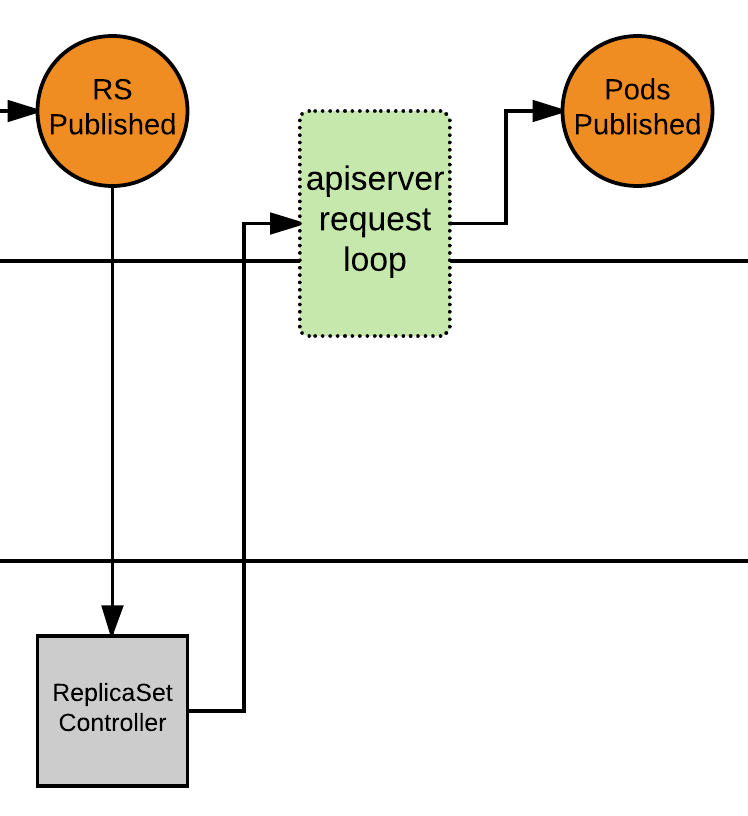 RS
Published
apiserver
request
loop
Pods
Published
ReplicaSet
Controller